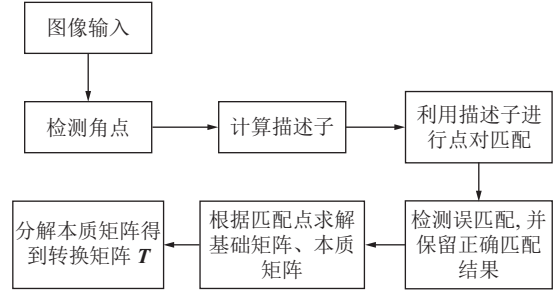 图像输入
检测角点
计算描述子
利用描述子进
行点对匹配
检测误匹配, 并
保留正确匹配
结果
根据匹配点求解
基础矩阵、本质
矩阵
分解本质矩阵得
到转换矩阵 T